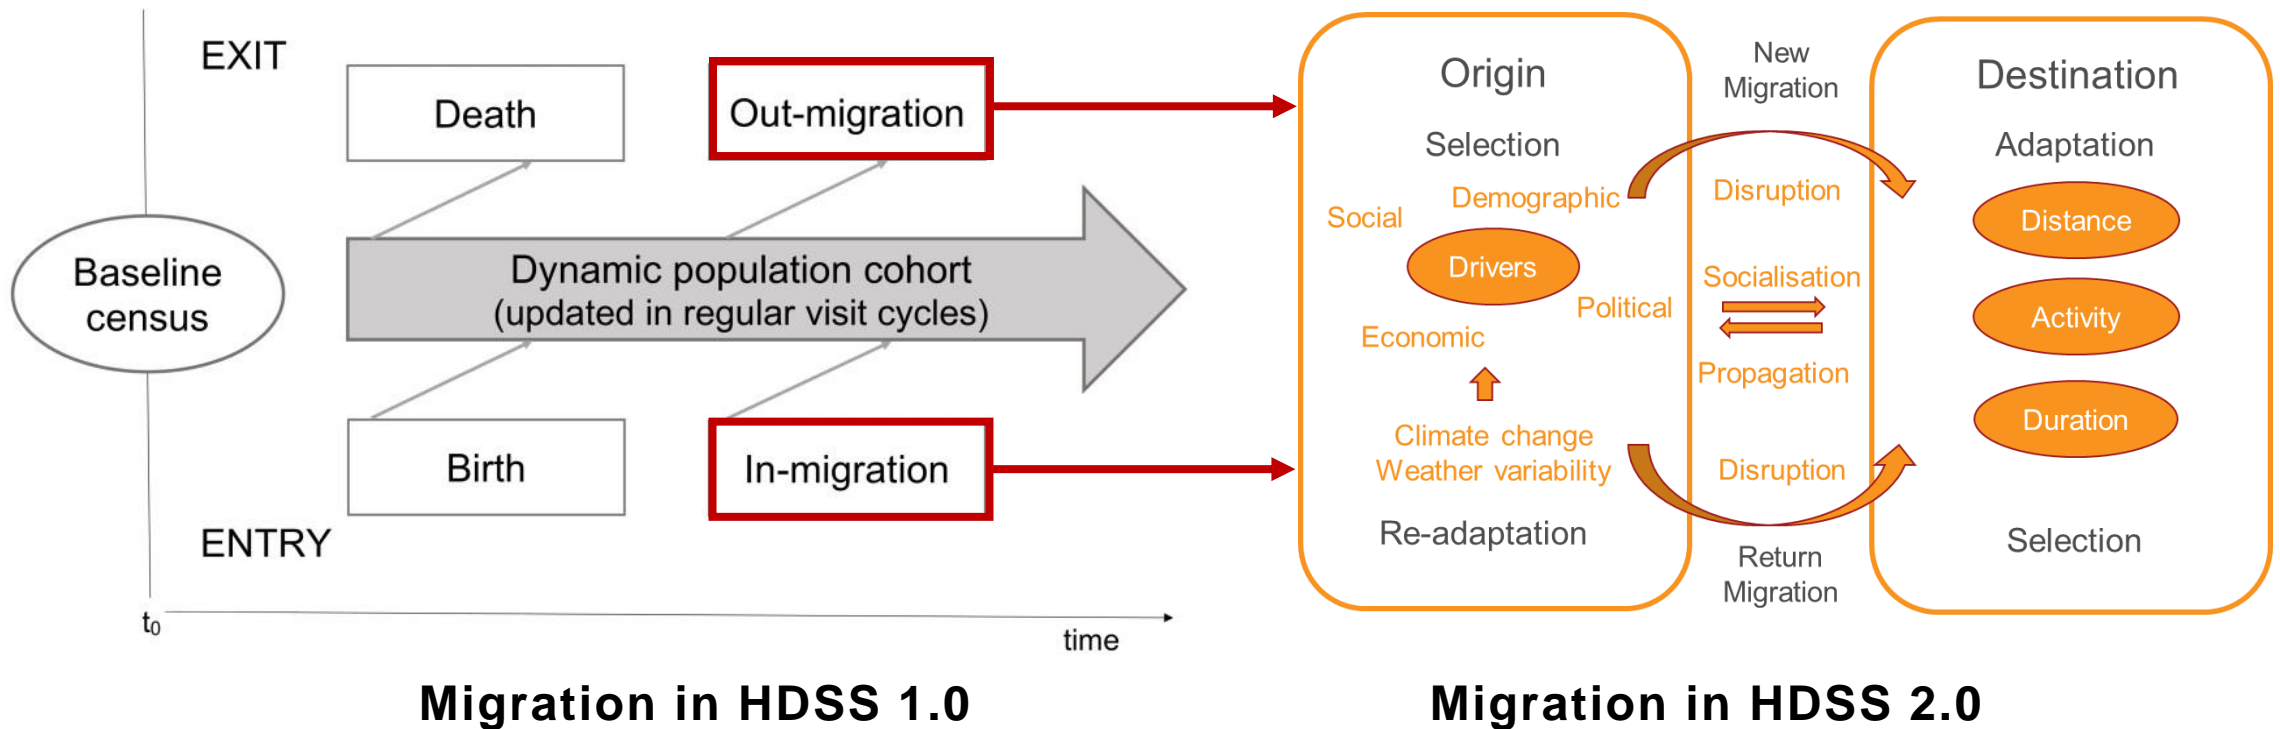 EXIT
Death
Out-migration
Baseline
census
Dynamic population cohort
(updated in regular visit cycles)
Birth
In-migration
ENTRY
t₀
time
Migration in HDSS 1.0
Origin
Selection
Social
Demographic
Drivers
Political
Economic
Climate change
Weather variability
Re-adaptation
New
Migration
Disruption
Socialisation
Propagation
Disruption
Return
Migration
Destination
Adaptation
Distance
Activity
Duration
Selection
Migration in HDSS 2.0